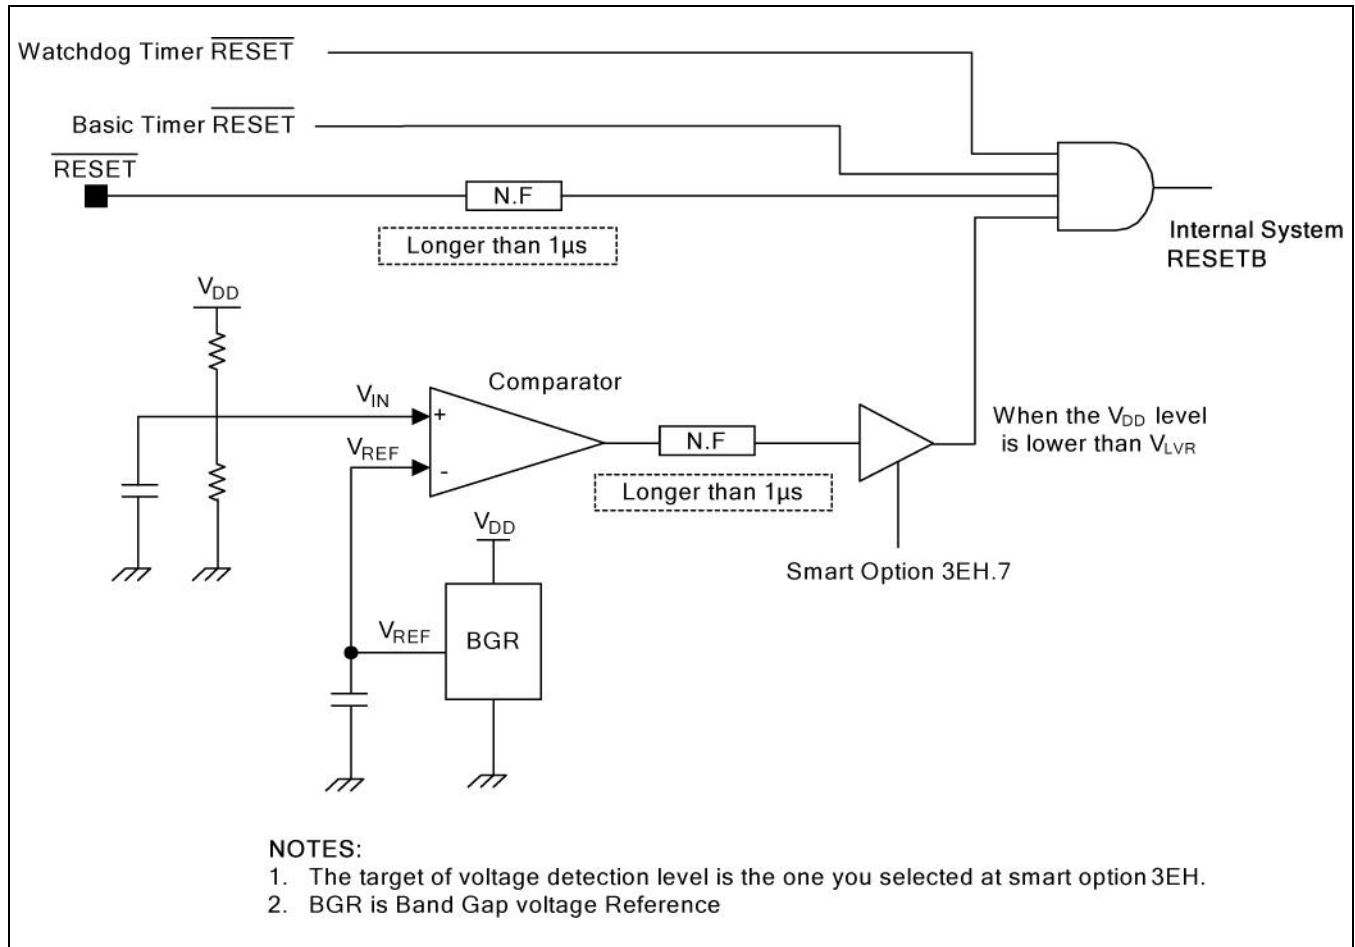 Watchdog Timer RESET
Basic Timer RESET
RESET
N.F
Longer than 1µs
Internal System
RESETB
VDD
Comparator
VIN
+
VREF
-
N.F
Longer than 1µs
When the VDD level
is lower than VLVR
Smart Option 3EH.7
VDD
VREF
BGR
NOTES:
1. The target of voltage detection level is the one you selected at smart option 3EH.
2. BGR is Band Gap voltage Reference